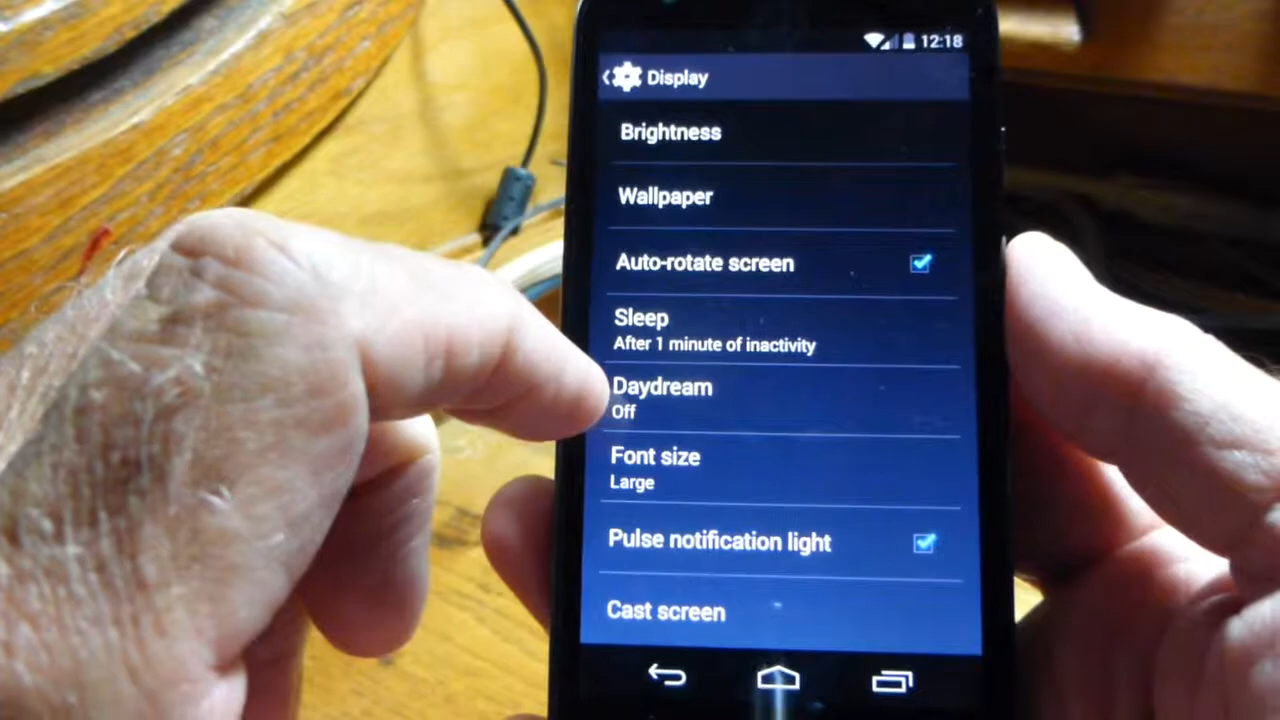 12:18
Display
Brightness
Wallpaper
Auto-rotate screen
Sleep
After 1 minute of inactivity
Daydream
Off
Font size
Large
Pulse notification light
Cast screen